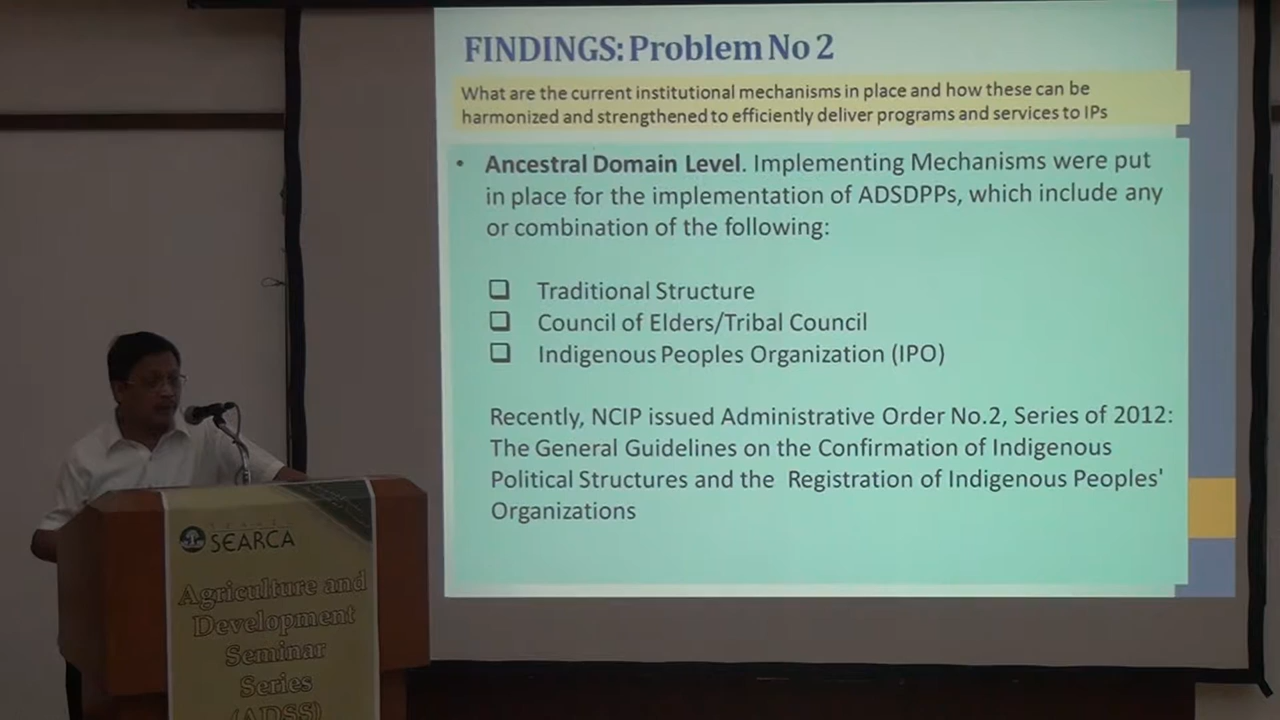 FINDINGS: Problem No 2
What are the current institutional mechanisms in place and how these can be
harmonized and strengthened to efficiently deliver programs and services to IPs
• Ancestral Domain Level. Implementing Mechanisms were put
in place for the implementation of ADSDPPs, which include any
or combination of the following:
❑ Traditional Structure
❑ Council of Elders/Tribal Council
❑ Indigenous Peoples Organization (IPO)
Recently, NCIP issued Administrative Order No.2, Series of 2012:
The General Guidelines on the Confirmation of Indigenous
Political Structures and the Registration of Indigenous Peoples'
Organizations
SEARCA
Agriculture and
Development
Seminar
Series
(ADSS)